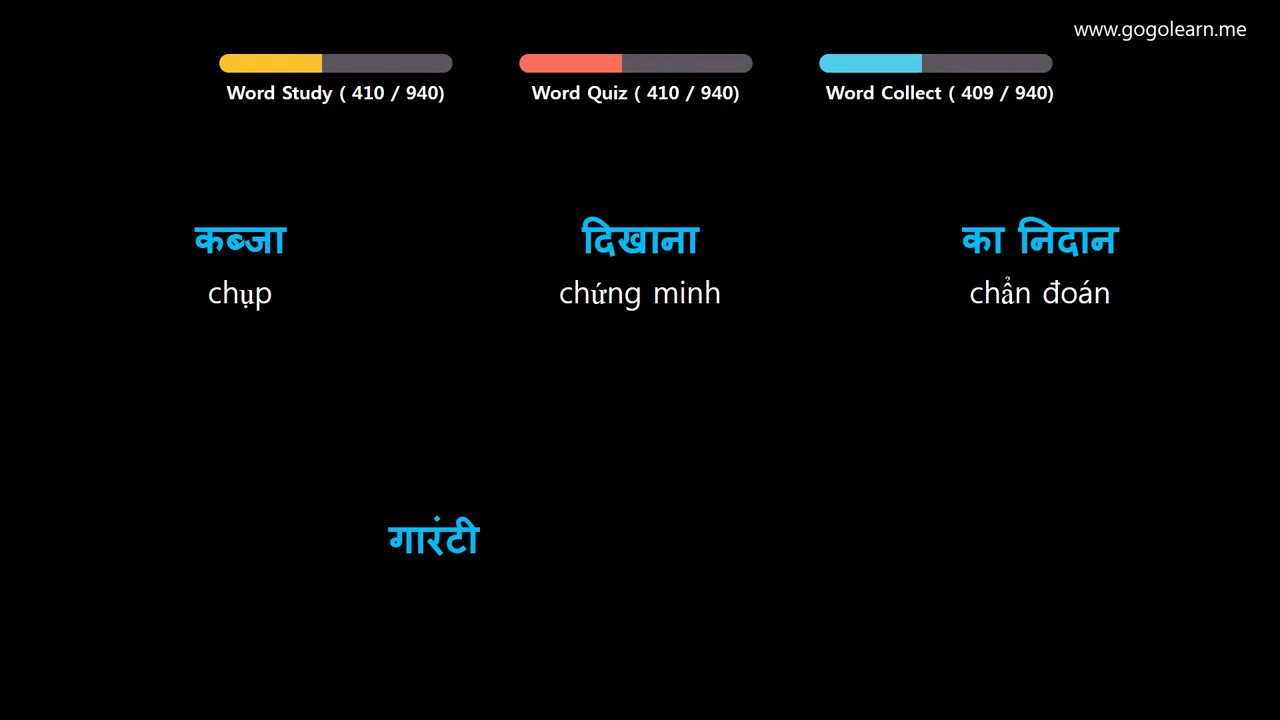 www.gogolearn.me
Word Study ( 410 / 940)
Word Quiz ( 410 / 940)
Word Collect ( 409 / 940)
कब्जा
chụp
दिखाना
chứng minh
का निदान
chẩn đoán
गारंटी